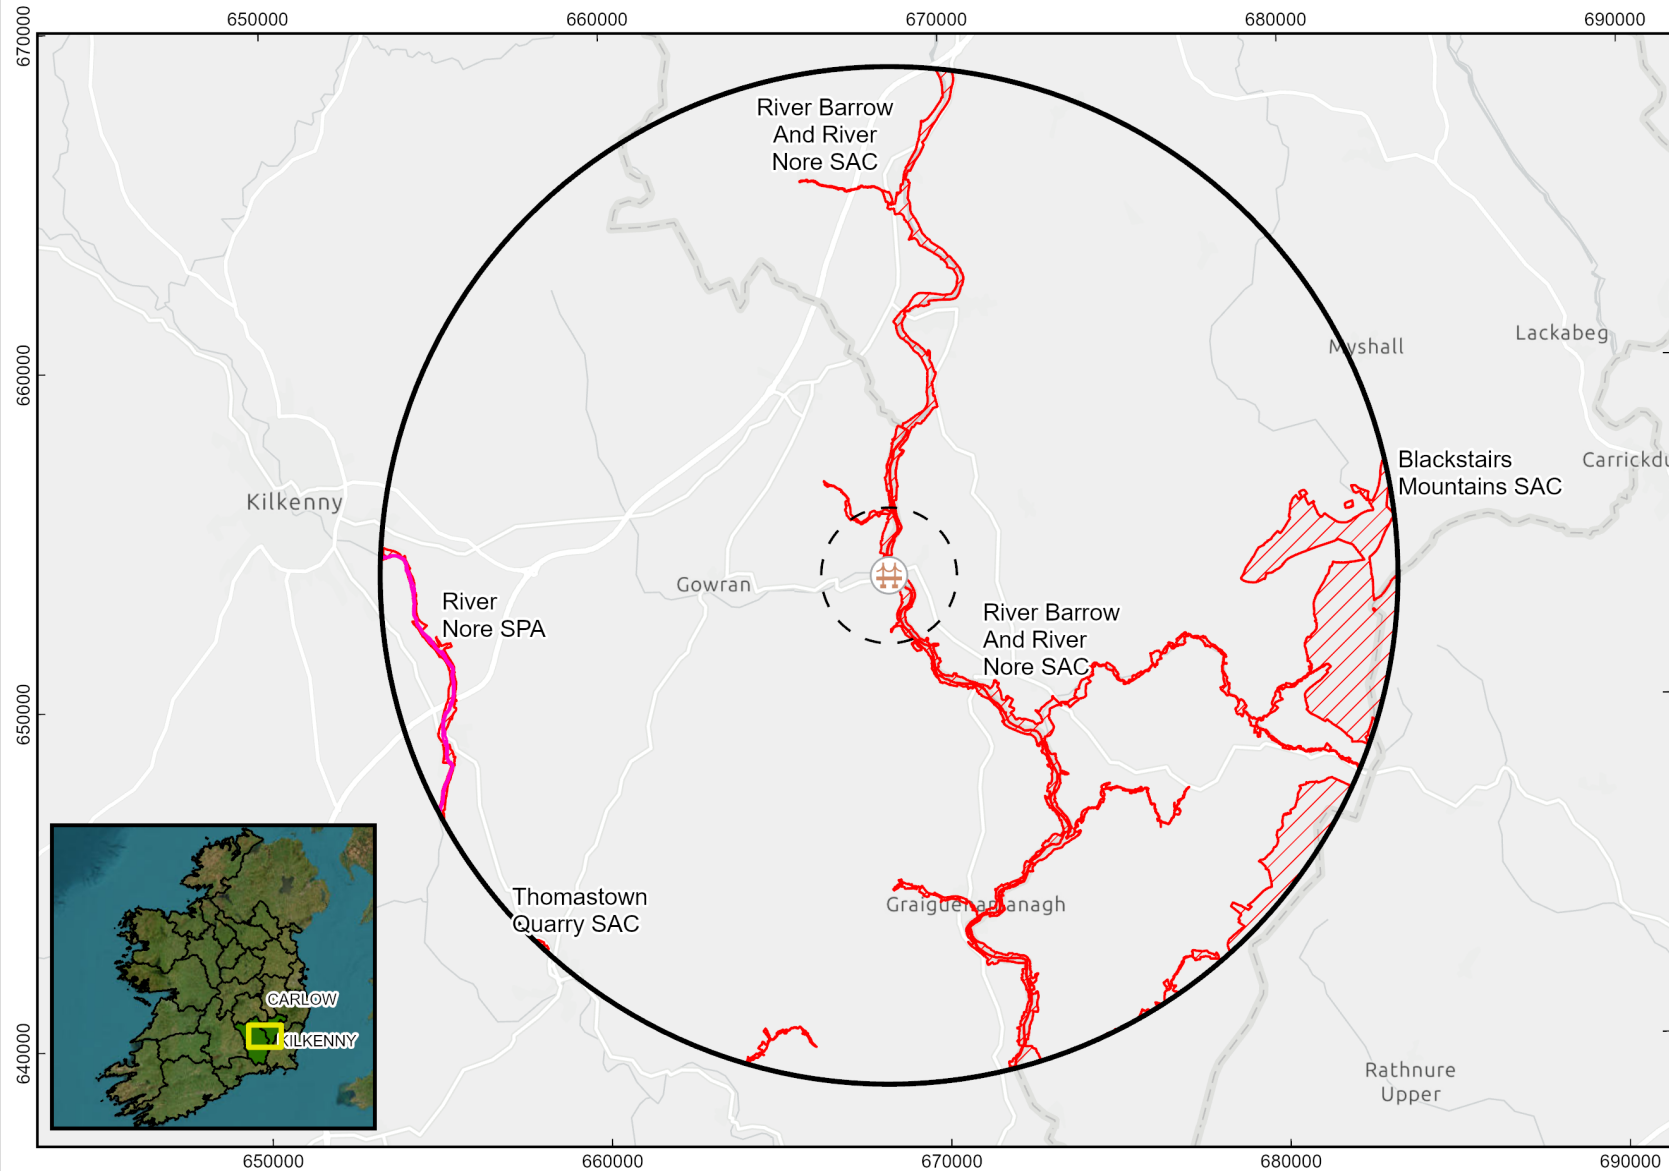 650000
660000
670000
680000
690000
670000
660000
650000
640000
River Barrow
And River
Nore SAC
Myshall
Lackabeg
Blackstairs
Mountains SAC
Kilkenny
Gowran
River
Nore SPA
River Barrow
And River
Nore SAC
Thomastown
Quarry SAC
Graiguenamanagh
Rathnure
Upper
CARLOW
KILKENNY
650000
660000
670000
680000
690000